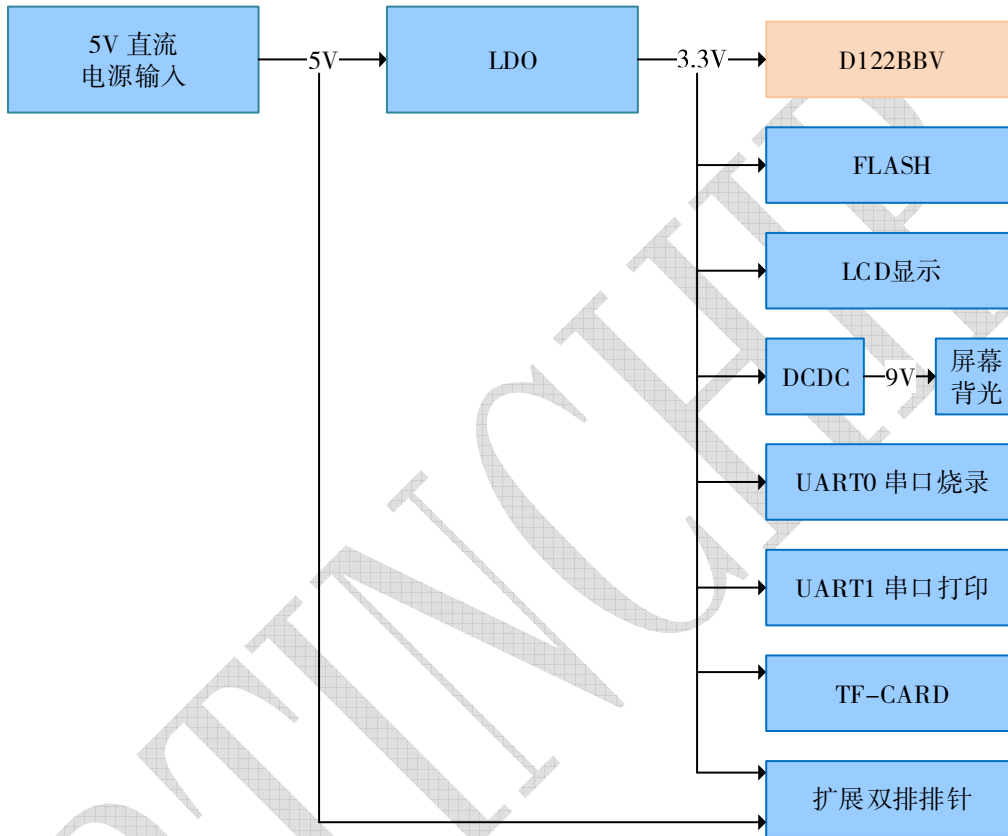 5V 直流
电源输入
5V
LDO
3.3V
D122BBV
FLASH
LCD显示
DCDC
9V
屏幕
背光
UART0 串口烧录
UART1 串口打印
TF-CARD
扩展双排排针